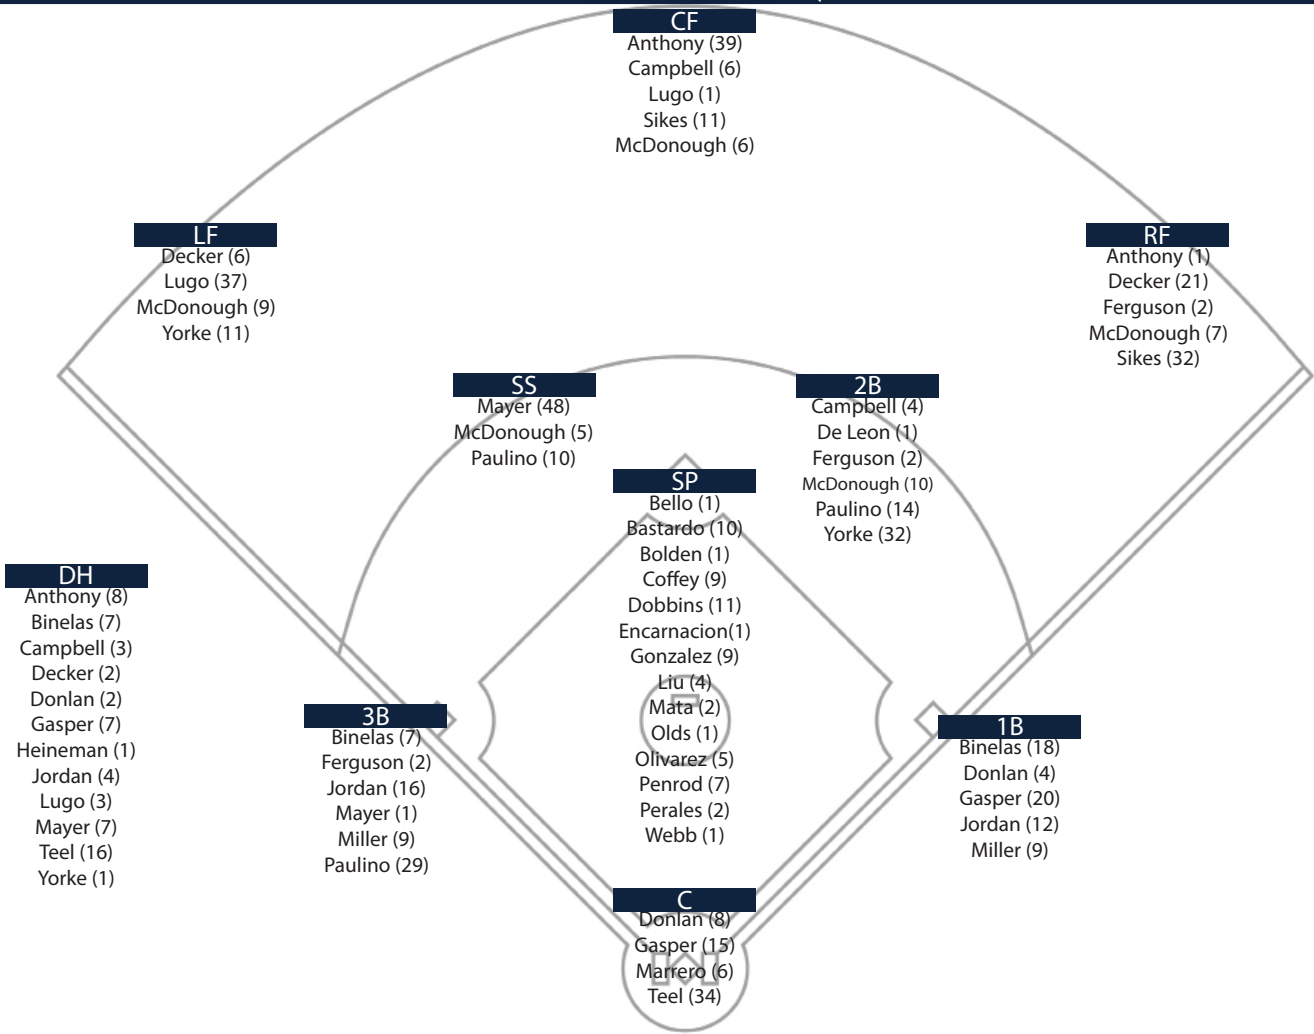 CF
Anthony (39)
Campbell (6)
Lugo (1)
Sikes (11)
McDonough (6)
LF
Decker (6)
Lugo (37)
McDonough (9)
Yorke (11)
RF
Anthony (1)
Decker (21)
Ferguson (2)
McDonough (7)
Sikes (32)
SS
Mayer (48)
McDonough (5)
Paulino (10)
2B
Campbell (4)
De Leon (1)
Ferguson (2)
McDonough (10)
Paulino (14)
Yorke (32)
SP
Bello (1)
Bastardo (10)
Bolden (1)
Coffey (9)
Dobbins (11)
Encarnacion(1)
Gonzalez (9)
Liu (4)
Mata (2)
Olds (1)
Olivarez (5)
Penrod (7)
Perales (2)
Webb (1)
DH
Anthony (8)
Binelas (7)
Campbell (3)
Decker (2)
Donlan (2)
Gasper (7)
Heineman (1)
Jordan (4)
Lugo (3)
Mayer (7)
Teel (16)
Yorke (1)
3B
Binelas (7)
Ferguson (2)
Jordan (16)
Mayer (1)
Miller (9)
Paulino (29)
1B
Binelas (18)
Donlan (4)
Gasper (20)
Jordan (12)
Miller (9)
C
Donlan (8)
Gasper (15)
Marrero (6)
Teel (34)